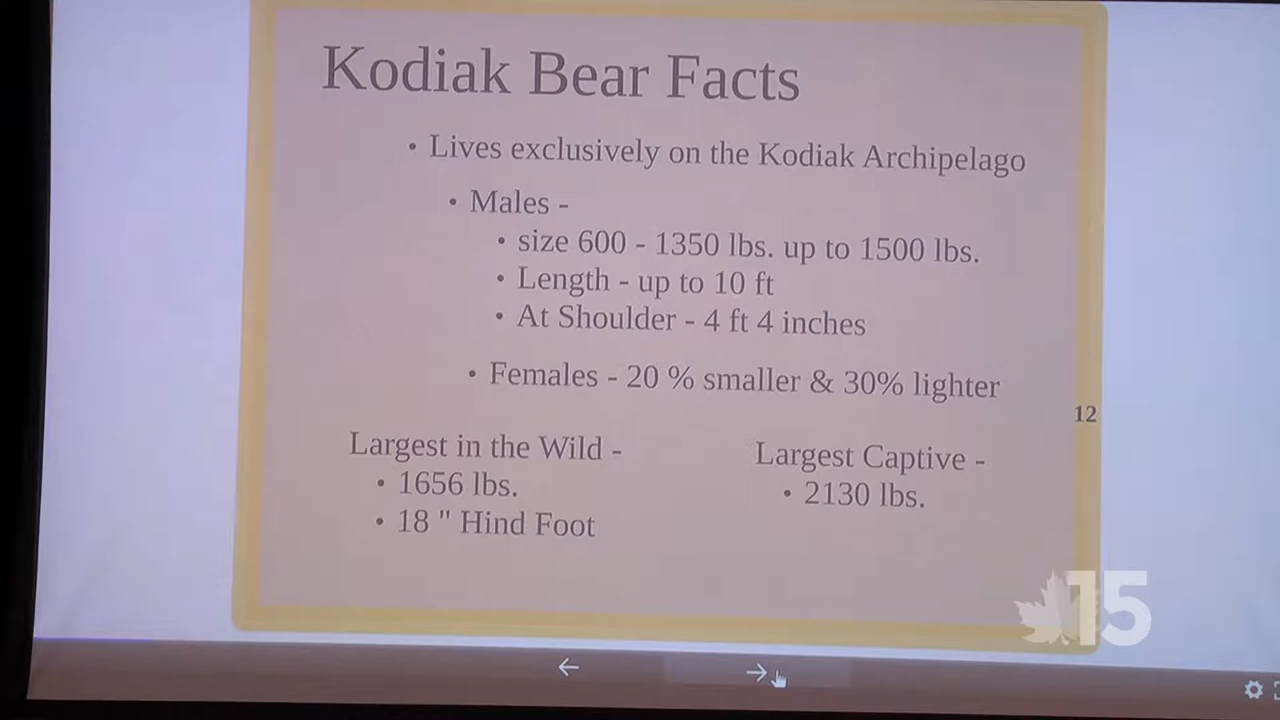 Kodiak Bear Facts
• Lives exclusively on the Kodiak Archipelago
• Males -
• size 600 - 1350 lbs. up to 1500 lbs.
• Length - up to 10 ft
• At Shoulder - 4 ft 4 inches
• Females - 20 % smaller & 30% lighter
12
Largest in the Wild -
• 1656 lbs.
• 18 " Hind Foot
Largest Captive -
• 2130 lbs.
15